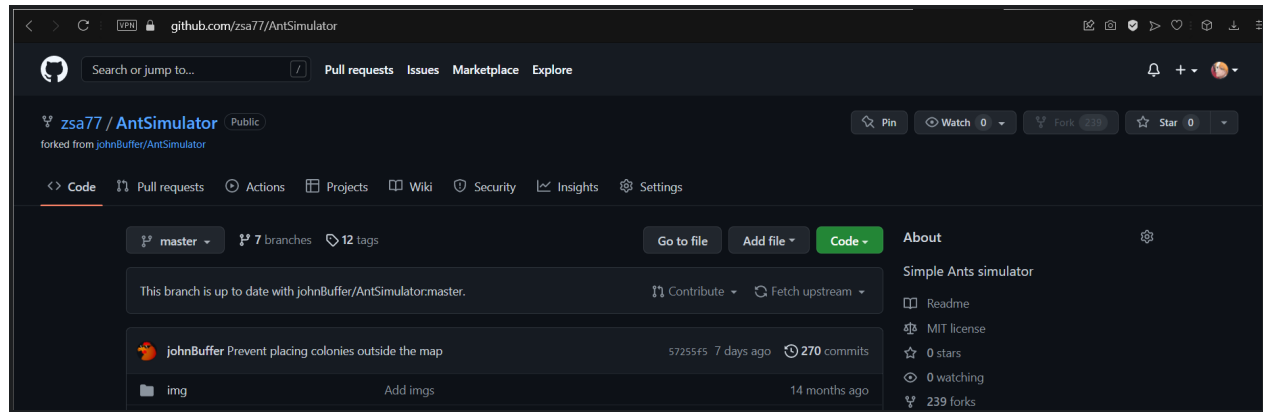 VPN github.com/zsa77/AntSimulator
Search or jump to... / Pull requests Issues Marketplace Explore
zsa77 / AntSimulator Public Pin Watch 0 Fork 239 Star 0
forked from johnBuffer/AntSimulator
Code Pull requests Actions Projects Wiki Security Insights Settings
master 7 branches 12 tags Go to file Add file Code About
Simple Ants simulator
This branch is up to date with johnBuffer/AntSimulator:master. Contribute Fetch upstream
Readme
MIT license
johnBuffer Prevent placing colonies outside the map 57255f5 7 days ago 270 commits
0 stars
0 watching
img Add imgs 14 months ago
239 forks